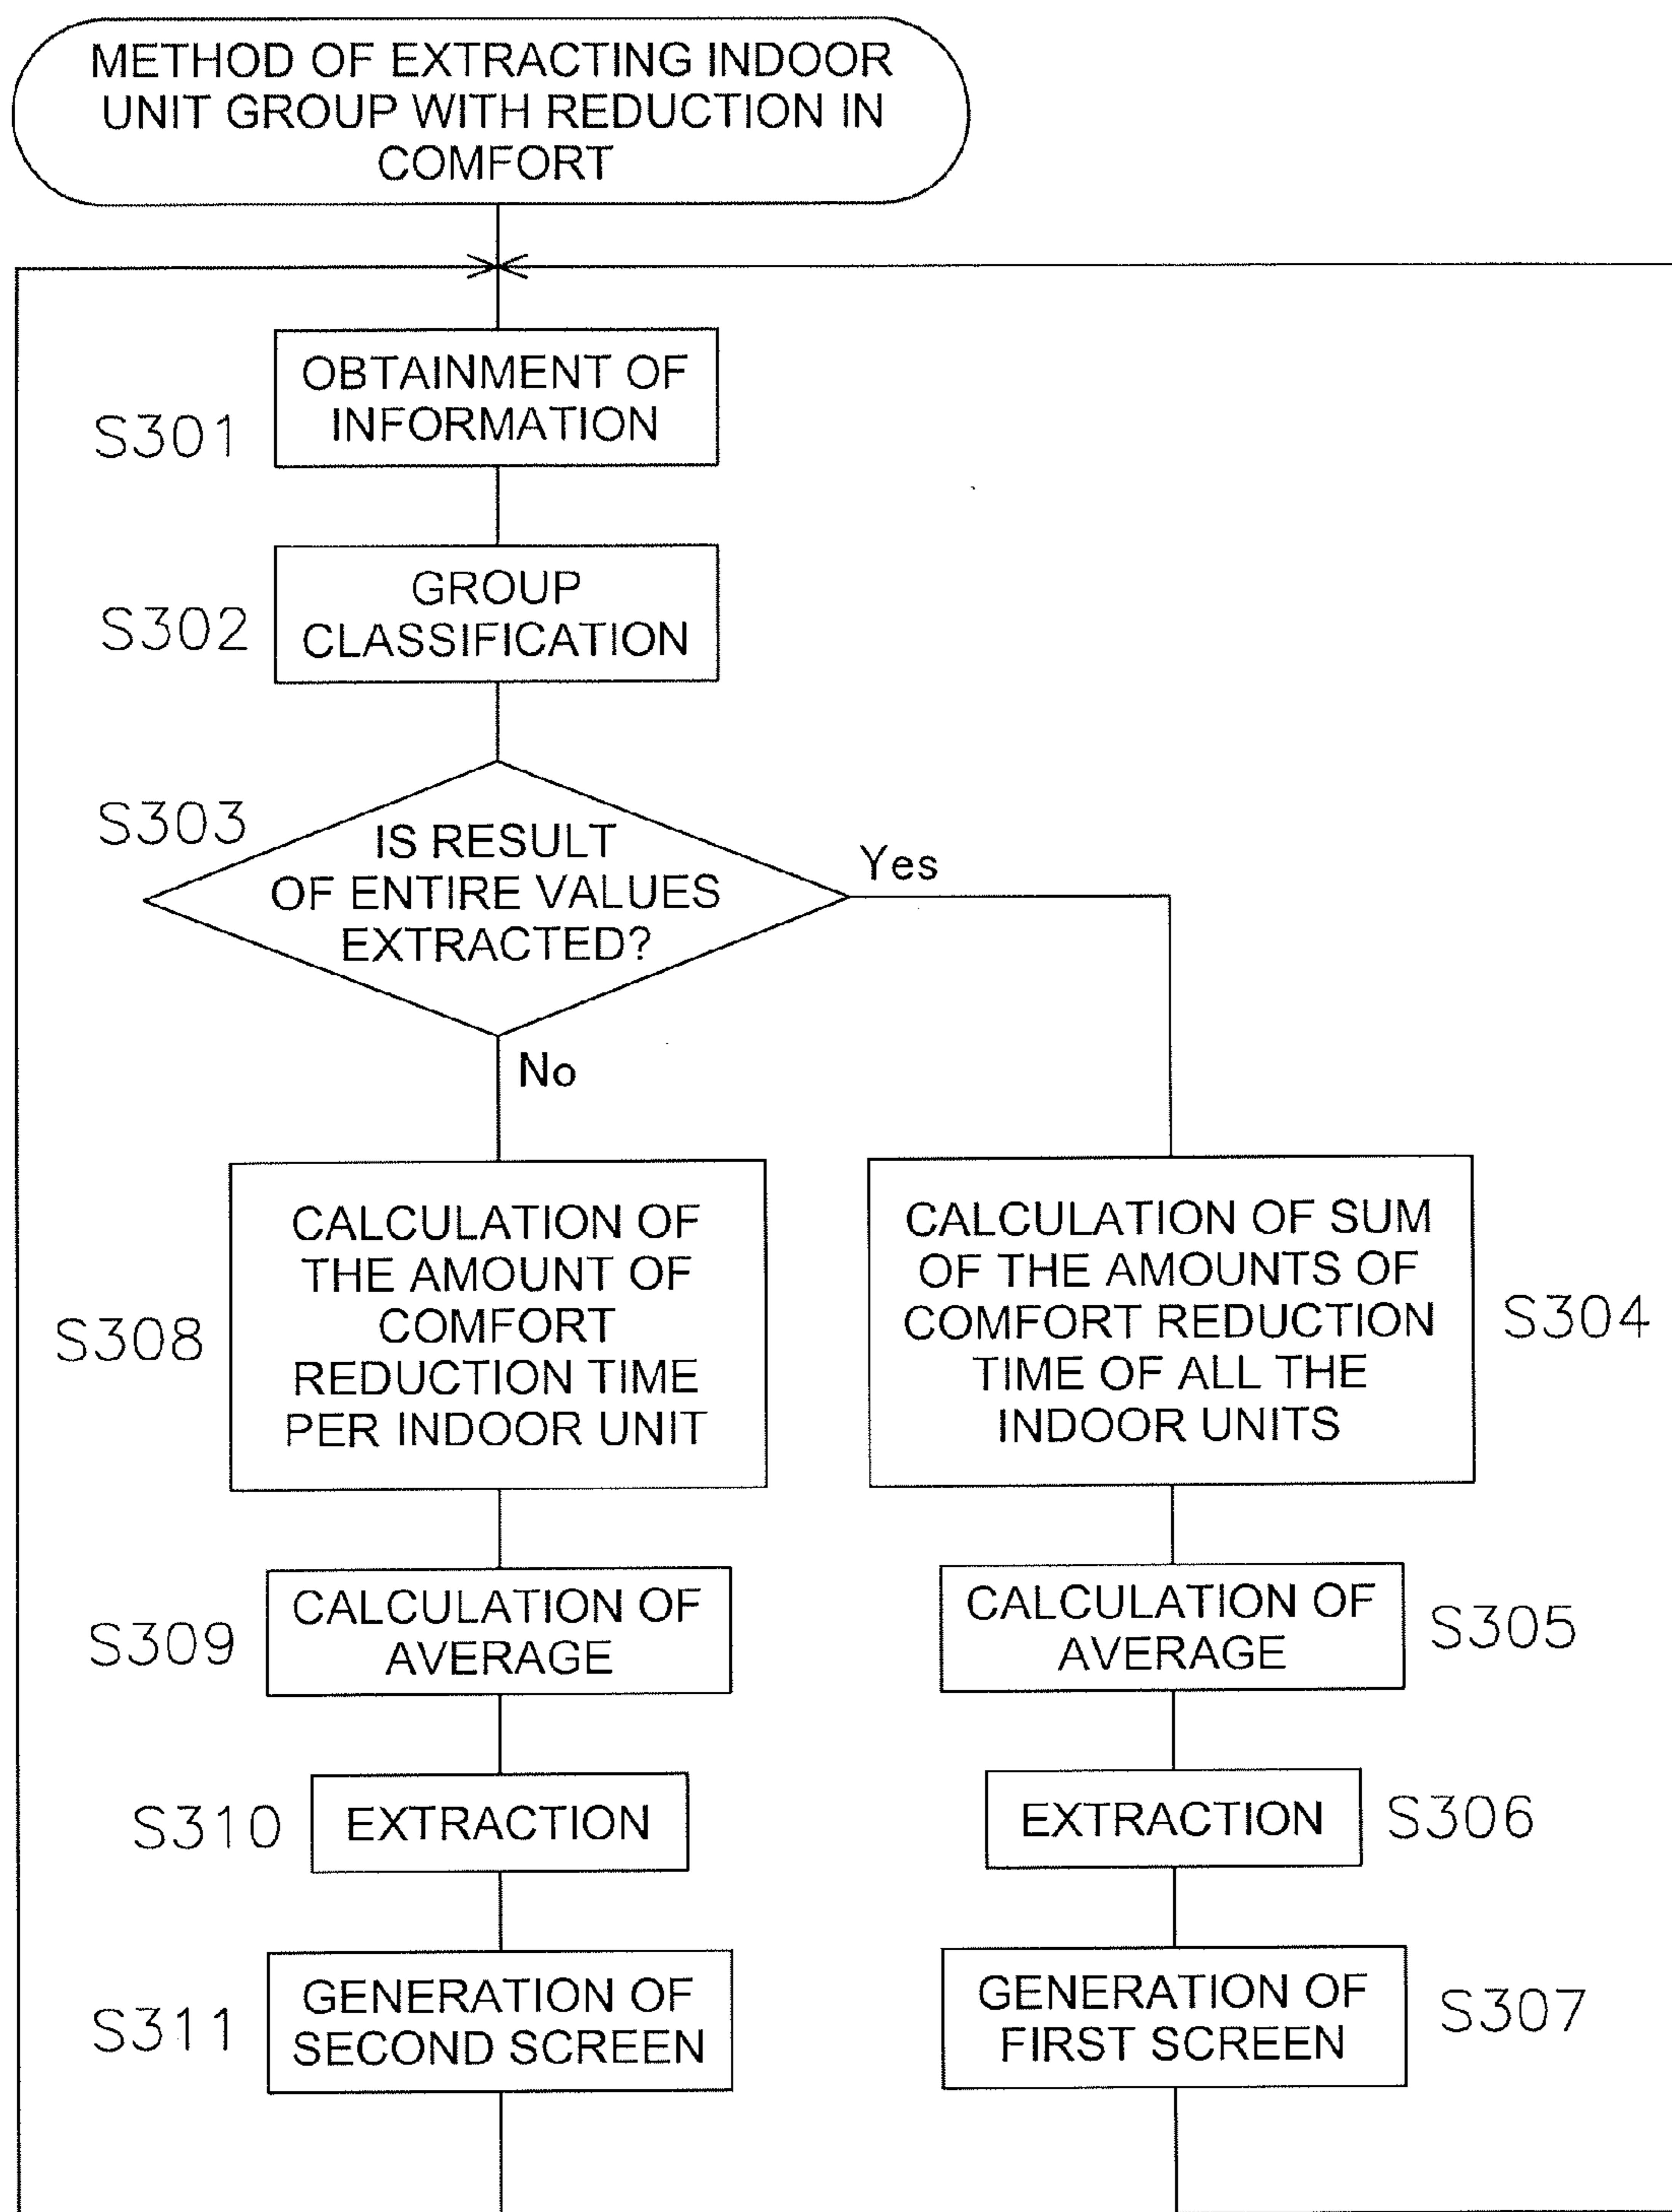 METHOD OF EXTRACTING INDOOR
UNIT GROUP WITH REDUCTION IN
COMFORT
OBTAINMENT OF
INFORMATION
S301
GROUP
CLASSIFICATION
S302
S303
IS RESULT
OF ENTIRE VALUES
EXTRACTED?
Yes
No
CALCULATION OF
THE AMOUNT OF
COMFORT
REDUCTION TIME
PER INDOOR UNIT
S308
CALCULATION OF SUM
OF THE AMOUNTS OF
COMFORT REDUCTION
TIME OF ALL THE
INDOOR UNITS
S304
S309
CALCULATION OF
AVERAGE
CALCULATION OF
AVERAGE
S305
S310
EXTRACTION
EXTRACTION
S306
S311
GENERATION OF
SECOND SCREEN
GENERATION OF
FIRST SCREEN
S307